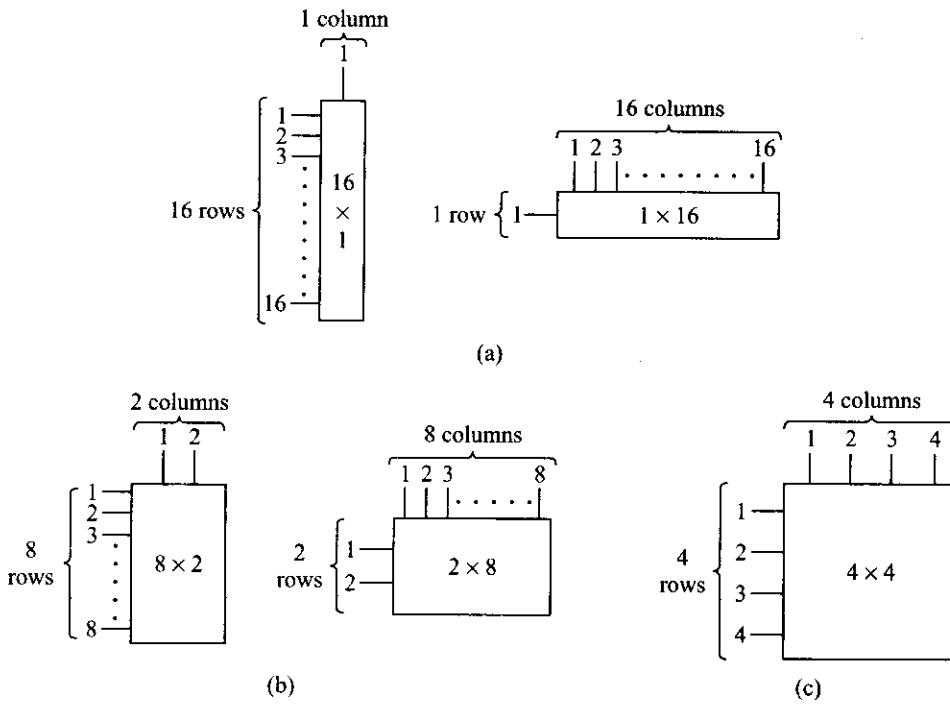 1 column
1
1
2
3
16 rows
16
×
1
16
16 columns
1 2 3 . . . . . . . . . 16
1 row { 1
1 × 16
(a)
2 columns
1 2
1
2
3
8
rows
8 × 2
8
8 columns
1 2 3 . . . . . 8
2
rows
1
2
2 × 8
(b)
4 columns
1 2 3 4
4
rows
1
2
3
4
4 × 4
(c)